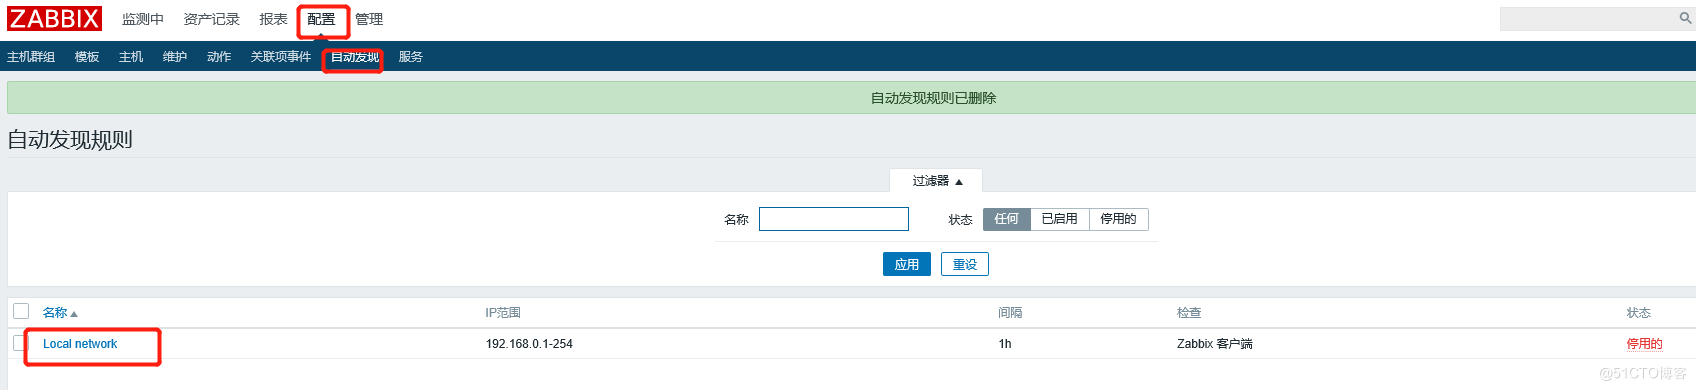 ZABBIX 监测中 资产记录 报表 配置 管理
主机群组 模板 主机 维护 动作 关联项事件 自动发现 服务
自动发现规则已删除
自动发现规则
过滤器 ▲
名称 状态 任何 已启用 停用的
应用 重设
名称 ▲ IP范围 间隔 检查 状态
Local network 192.168.0.1-254 1h Zabbix 客户端 停用的
@51CTO博客